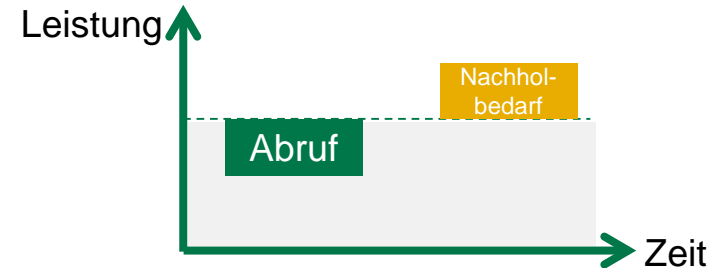 Leistung
Nachhol-
bedarf
Abruf
Zeit